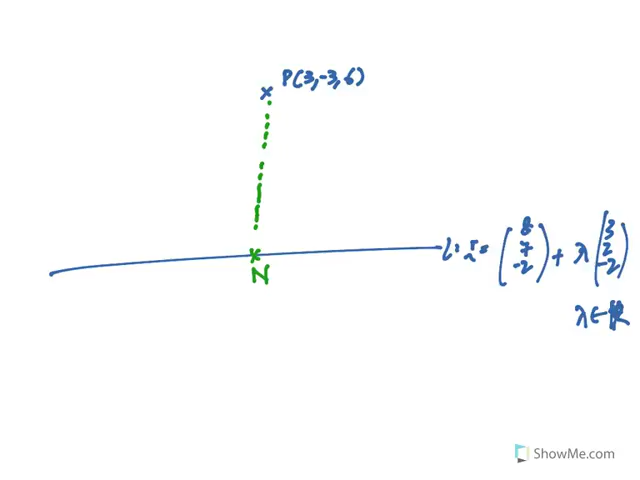 P(3,-3,6)
N
l: r = (8 7 -2) + λ (3 2 -2)
λ∈ℝ
ShowMe.com